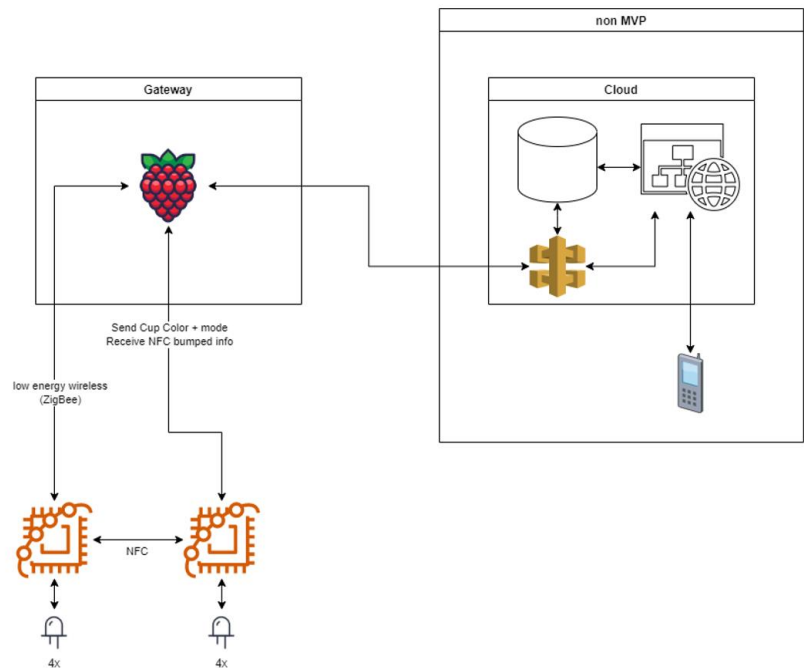 non MVP
Gateway
Cloud
Send Cup Color + mode
Receive NFC bumped info
low energy wireless
(ZigBee)
NFC
4x
4x